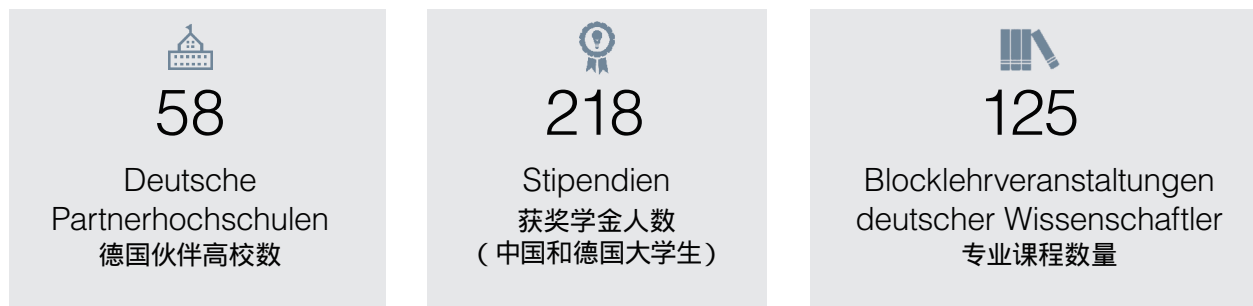 58
Deutsche
Partnerhochschulen
德国伙伴高校数
218
Stipendien
获奖学金人数
（中国和德国大学生）
125
Blocklehrveranstaltungen
deutscher Wissenschaftler
专业课程数量